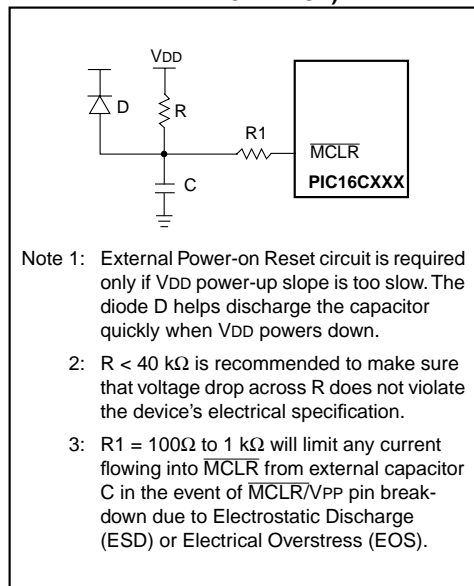 VDD
D
R
R1
MCLR
C
PIC16CXXX
Note 1: External Power-on Reset circuit is required
only if VDD power-up slope is too slow. The
diode D helps discharge the capacitor
quickly when VDD powers down.
2: R < 40 kΩ is recommended to make sure
that voltage drop across R does not violate
the device's electrical specification.
3: R1 = 100Ω to 1 kΩ will limit any current
flowing into MCLR from external capacitor
C in the event of MCLR/VPP pin break-
down due to Electrostatic Discharge
(ESD) or Electrical Overstress (EOS).